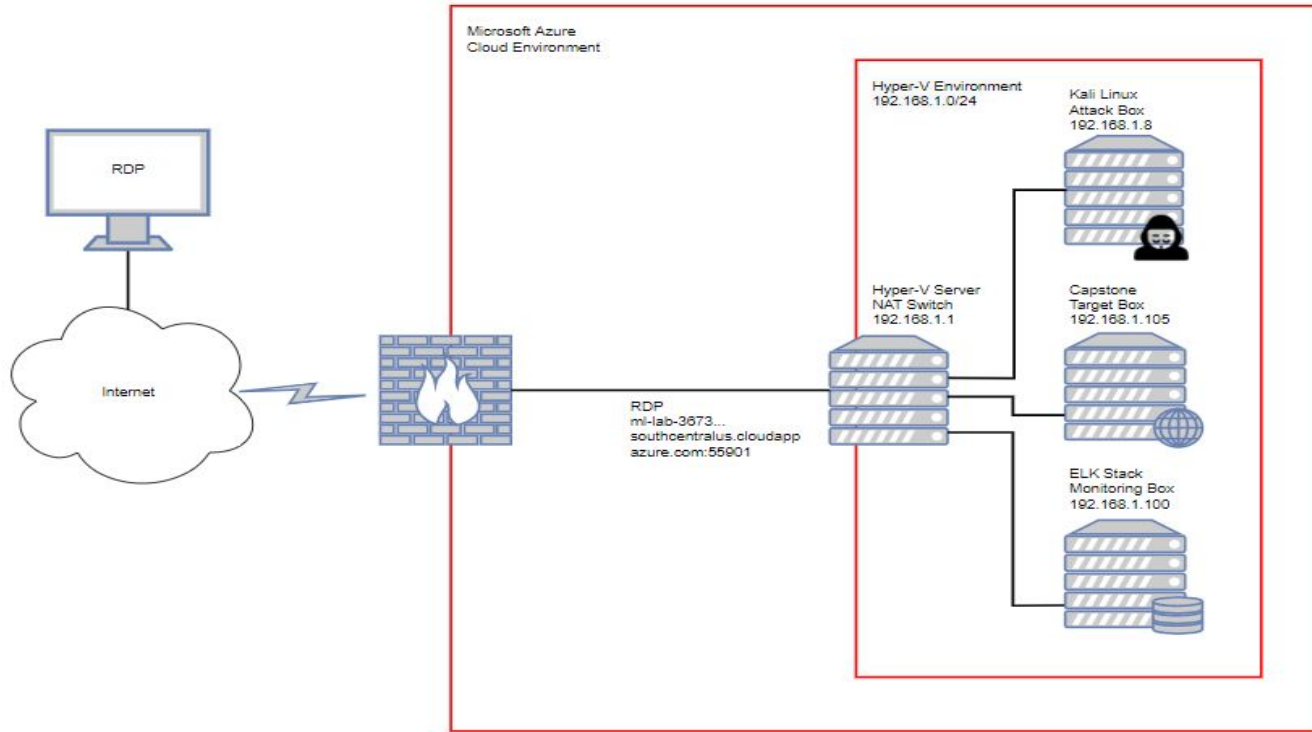 Microsoft Azure
Cloud Environment
Hyper-V Environment
192.168.1.0/24
Kali Linux
Attack Box
192.168.1.8
RDP
Hyper-V Server
NAT Switch
192.168.1.1
Capstone
Target Box
192.168.1.105
Internet
RDP
ml-lab-3673...
southcentralus.cloudapp
azure.com:55901
ELK Stack
Monitoring Box
192.168.1.100